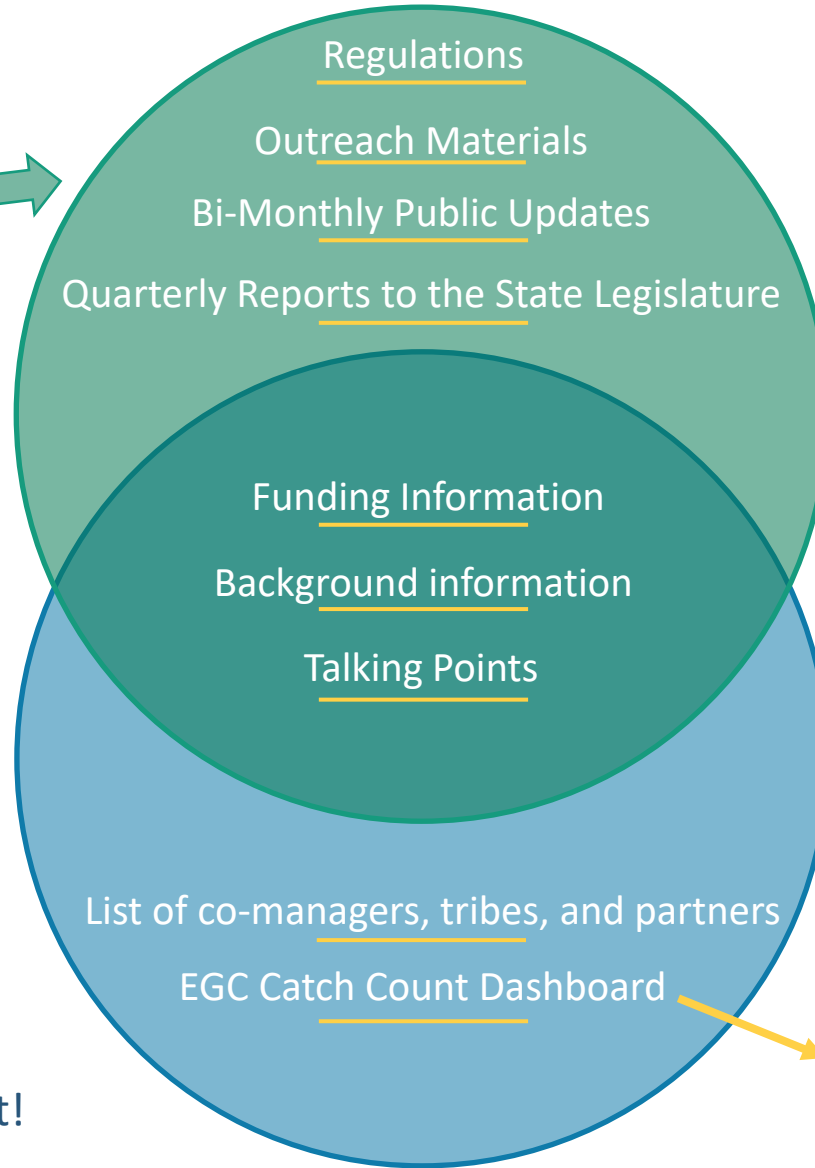 Regulations
Outreach Materials
Bi-Monthly Public Updates
Quarterly Reports to the State Legislature
Funding Information
Background information
Talking Points
List of co-managers, tribes, and partners
EGC Catch Count Dashboard
t!